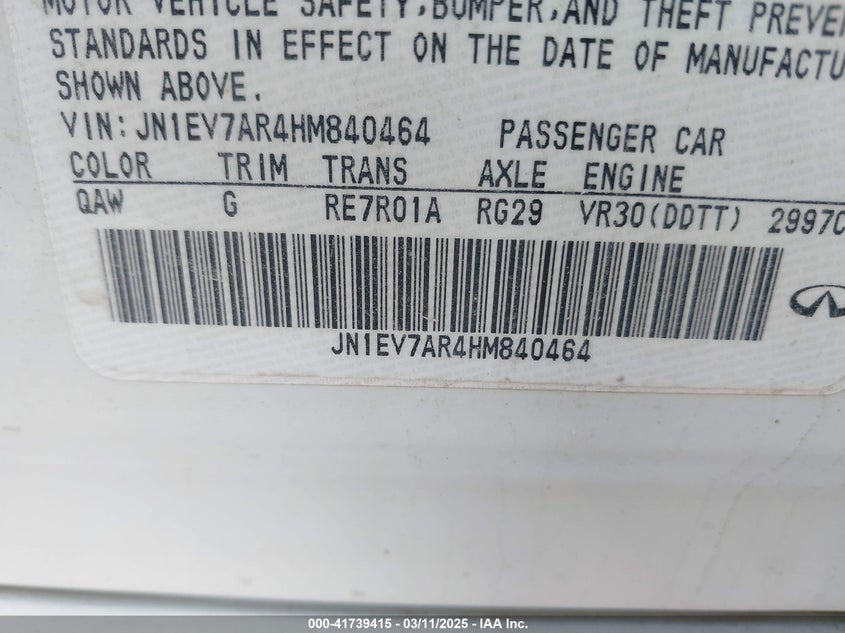 MOTOR VEHICLE SAFETY,BUMPER,AND THEFT
STANDARDS IN EFFECT ON THE DATE OF
SHOWN ABOVE.
VIN:JN1EV7AR4HM840464 PASSENGER CAR
COLOR TRIM TRANS AXLE ENGINE
QAW G RE7R01A RG29 VR30(DDTT) 2997C
JN1EV7AR4HM840464
000-41739415 - 03/11/2025 - IAA Inc.